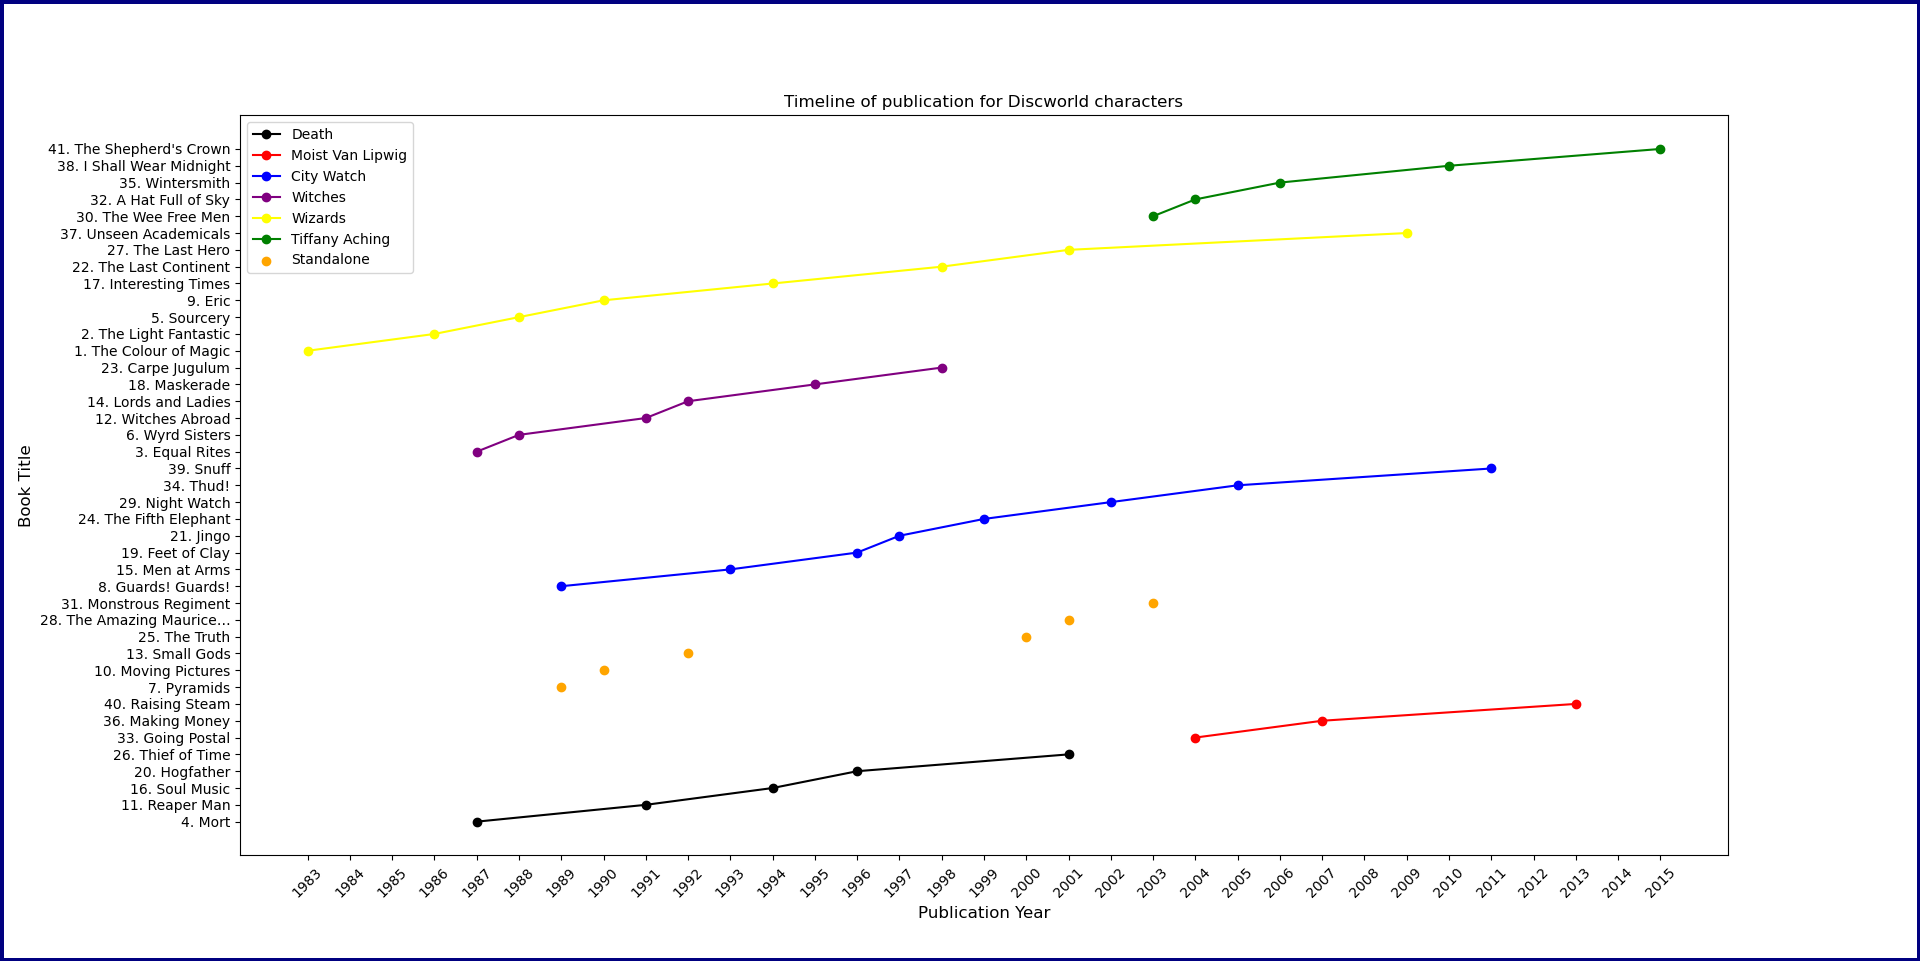 Timeline of publication for Discworld characters
Death
Moist Van Lipwig
City Watch
Witches
Wizards
Tiffany Aching
Standalone
Book Title
41. The Shepherd's Crown
38. I Shall Wear Midnight
35. Wintersmith
32. A Hat Full of Sky
30. The Wee Free Men
37. Unseen Academicals
27. The Last Hero
22. The Last Continent
17. Interesting Times
9. Eric
5. Sourcery
2. The Light Fantastic
1. The Colour of Magic
23. Carpe Jugulum
18. Maskerade
14. Lords and Ladies
12. Witches Abroad
6. Wyrd Sisters
3. Equal Rites
39. Snuff
34. Thud!
29. Night Watch
24. The Fifth Elephant
21. Jingo
19. Feet of Clay
15. Men at Arms
8. Guards! Guards!
31. Monstrous Regiment
28. The Amazing Maurice...
25. The Truth
13. Small Gods
10. Moving Pictures
7. Pyramids
40. Raising Steam
36. Making Money
33. Going Postal
26. Thief of Time
20. Hogfather
16. Soul Music
11. Reaper Man
4. Mort
1983 1984 1985 1986 1987 1988 1989 1990 1991 1992 1993 1994 1995 1996 1997 1998 1999 2000 2001 2002 2003 2004 2005 2006 2007 2008 2009 2010 2011 2012 2013 2014 2015
Publication Year